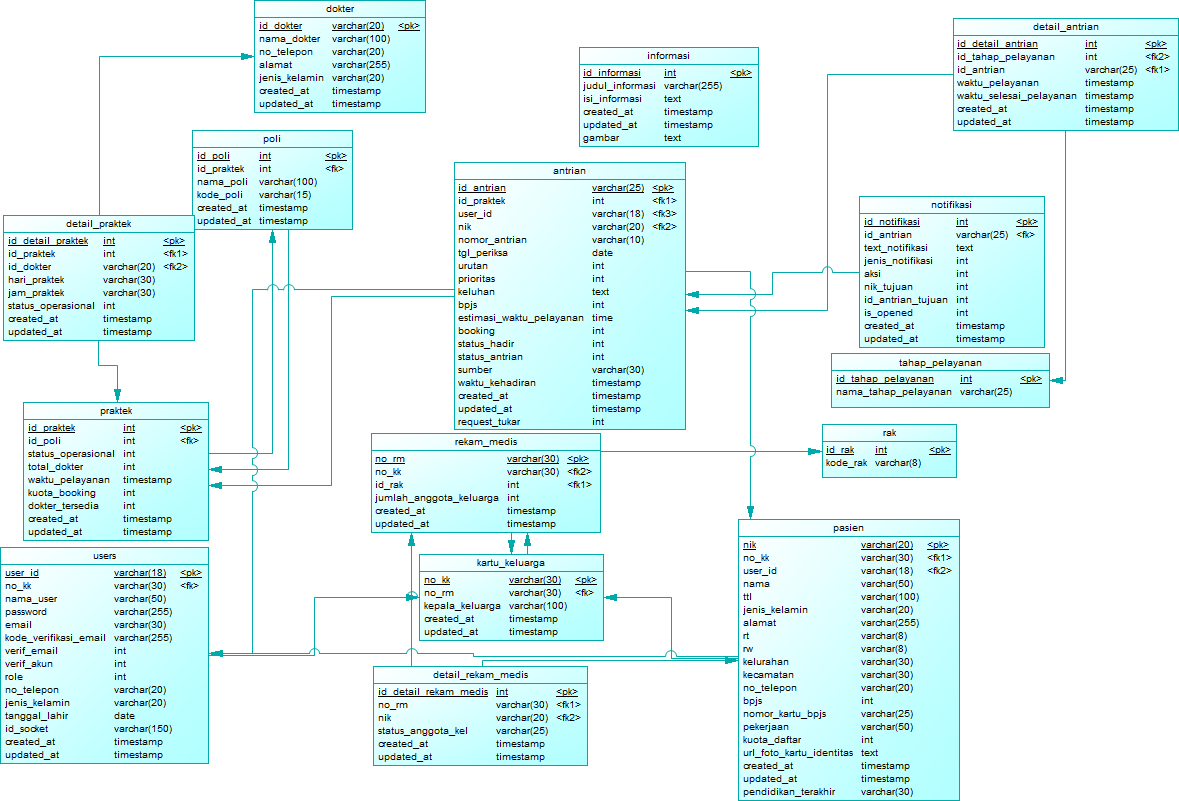 dokter
id_dokter varchar(20) <pk>
nama_dokter varchar(100)
no_telepon varchar(20)
alamat varchar(255)
jenis_kelamin varchar(20)
created_at timestamp
updated_at timestamp
poli
id_poli int <pk>
id_praktek int <fk>
nama_poli varchar(100)
kode_poli varchar(15)
created_at timestamp
updated_at timestamp
detail_praktek
id_detail_praktek int <pk>
id_praktek int <fk1>
id_dokter varchar(20) <fk2>
hari_praktek varchar(30)
jam_praktek varchar(30)
status_operasional int
created_at timestamp
updated_at timestamp
praktek
id_praktek int <pk>
id_poli int <fk>
status_operasional int
total_dokter int
waktu_pelayanan timestamp
kuota_booking int
dokter_tersedia int
created_at timestamp
updated_at timestamp
users
user_id varchar(18) <pk>
no_kk varchar(30) <fk>
nama_user varchar(50)
password varchar(255)
email varchar(30)
kode_verifikasi_email varchar(255)
verif_email int
verif_akun int
role int
no_telepon varchar(20)
jenis_kelamin varchar(20)
tanggal_lahir date
id_socket varchar(150)
created_at timestamp
updated_at timestamp
informasi
id_informasi int <pk>
judul_informasi varchar(255)
isi_informasi text
created_at timestamp
updated_at timestamp
gambar text
antrian
id_antrian varchar(25) <pk>
id_praktek int <fk1>
user_id varchar(18) <fk3>
nik varchar(20) <fk2>
nomor_antrian varchar(10)
tgl_periksa date
urutan int
prioritas int
keluhan text
bpjs int
estimasi_waktu_pelayanan time
booking int
status_hadir int
status_antrian int
sumber varchar(30)
waktu_kehadiran timestamp
created_at timestamp
updated_at timestamp
request_tukar int
rekam_medis
no_rm varchar(30) <pk>
no_kk varchar(30) <fk2>
id_rak int <fk1>
jumlah_anggota_keluarga int
created_at timestamp
updated_at timestamp
kartu_keluarga
no_kk varchar(30) <pk>
no_rm varchar(30) <fk>
kepala_keluarga varchar(100)
created_at timestamp
updated_at timestamp
detail_rekam_medis
id_detail_rekam_medis int <pk>
no_rm varchar(30) <fk1>
nik varchar(20) <fk2>
status_anggota_kel varchar(25)
created_at timestamp
updated_at timestamp
detail_antrian
id_detail_antrian int <pk>
id_tahap_pelayanan int <fk2>
id_antrian varchar(25) <fk1>
waktu_pelayanan timestamp
waktu_selesai_pelayanan timestamp
created_at timestamp
updated_at timestamp
notifikasi
id_notifikasi int <pk>
id_antrian varchar(25) <fk>
text_notifikasi text
jenis_notifikasi int
aksi int
nik_tujuan int
id_antrian_tujuan int
is_opened int
created_at timestamp
updated_at timestamp
tahap_pelayanan
id_tahap_pelayanan int <pk>
nama_tahap_pelayanan varchar(25)
rak
id_rak int <pk>
kode_rak varchar(8)
pasien
nik varchar(20) <pk>
no_kk varchar(30) <fk1>
user_id varchar(18) <fk2>
nama varchar(50)
ttl varchar(100)
jenis_kelamin varchar(20)
alamat varchar(255)
rt varchar(8)
rw varchar(8)
kelurahan varchar(30)
kecamatan varchar(30)
no_telepon varchar(20)
bpjs int
nomor_kartu_bpjs varchar(25)
pekerjaan varchar(50)
kuota_daftar int
url_foto_kartu_identitas text
created_at timestamp
updated_at timestamp
pendidikan_terakhir varchar(30)